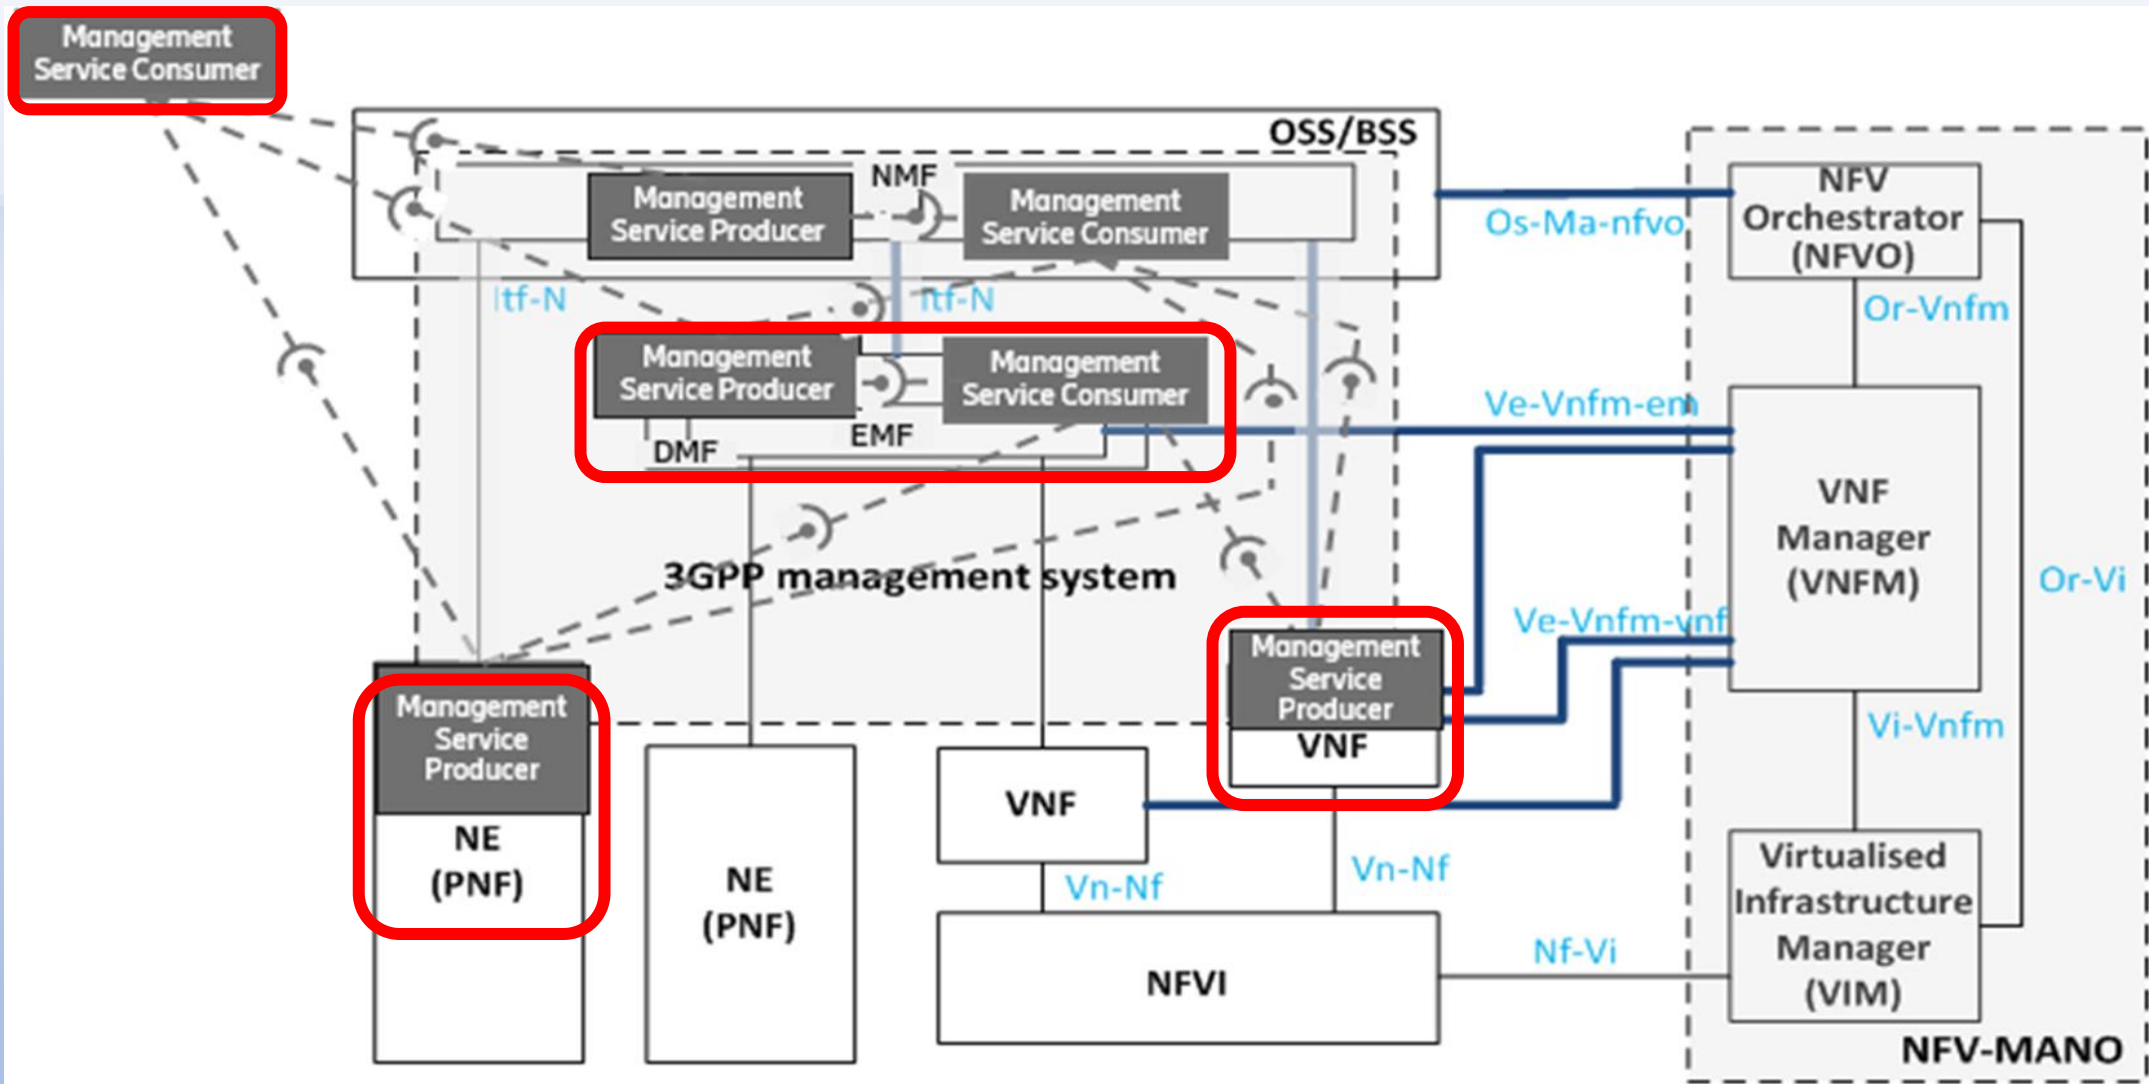 Management
Service Consumer
OSS/BSS
NMF
Management
Service Producer
Management
Service Consumer
NFV
Orchestrator
(NFVO)
Os-Ma-nfvo
Itf-N
Itf-N
Or-Vnfm
Management
Service Producer
Management
Service Consumer
Ve-Vnfm-em
EMF
DMF
VNF
Manager
(VNFM)
3GPP management system
Or-Vi
Ve-Vnfm-vnf
Management
Service
Producer
VNF
Management
Service
Producer
NE
(PNF)
Vi-Vnfm
VNF
NE
(PNF)
Vn-Nf
Vn-Nf
Virtualised
Infrastructure
Manager
(VIM)
NFVI
Nf-Vi
NFV-MANO